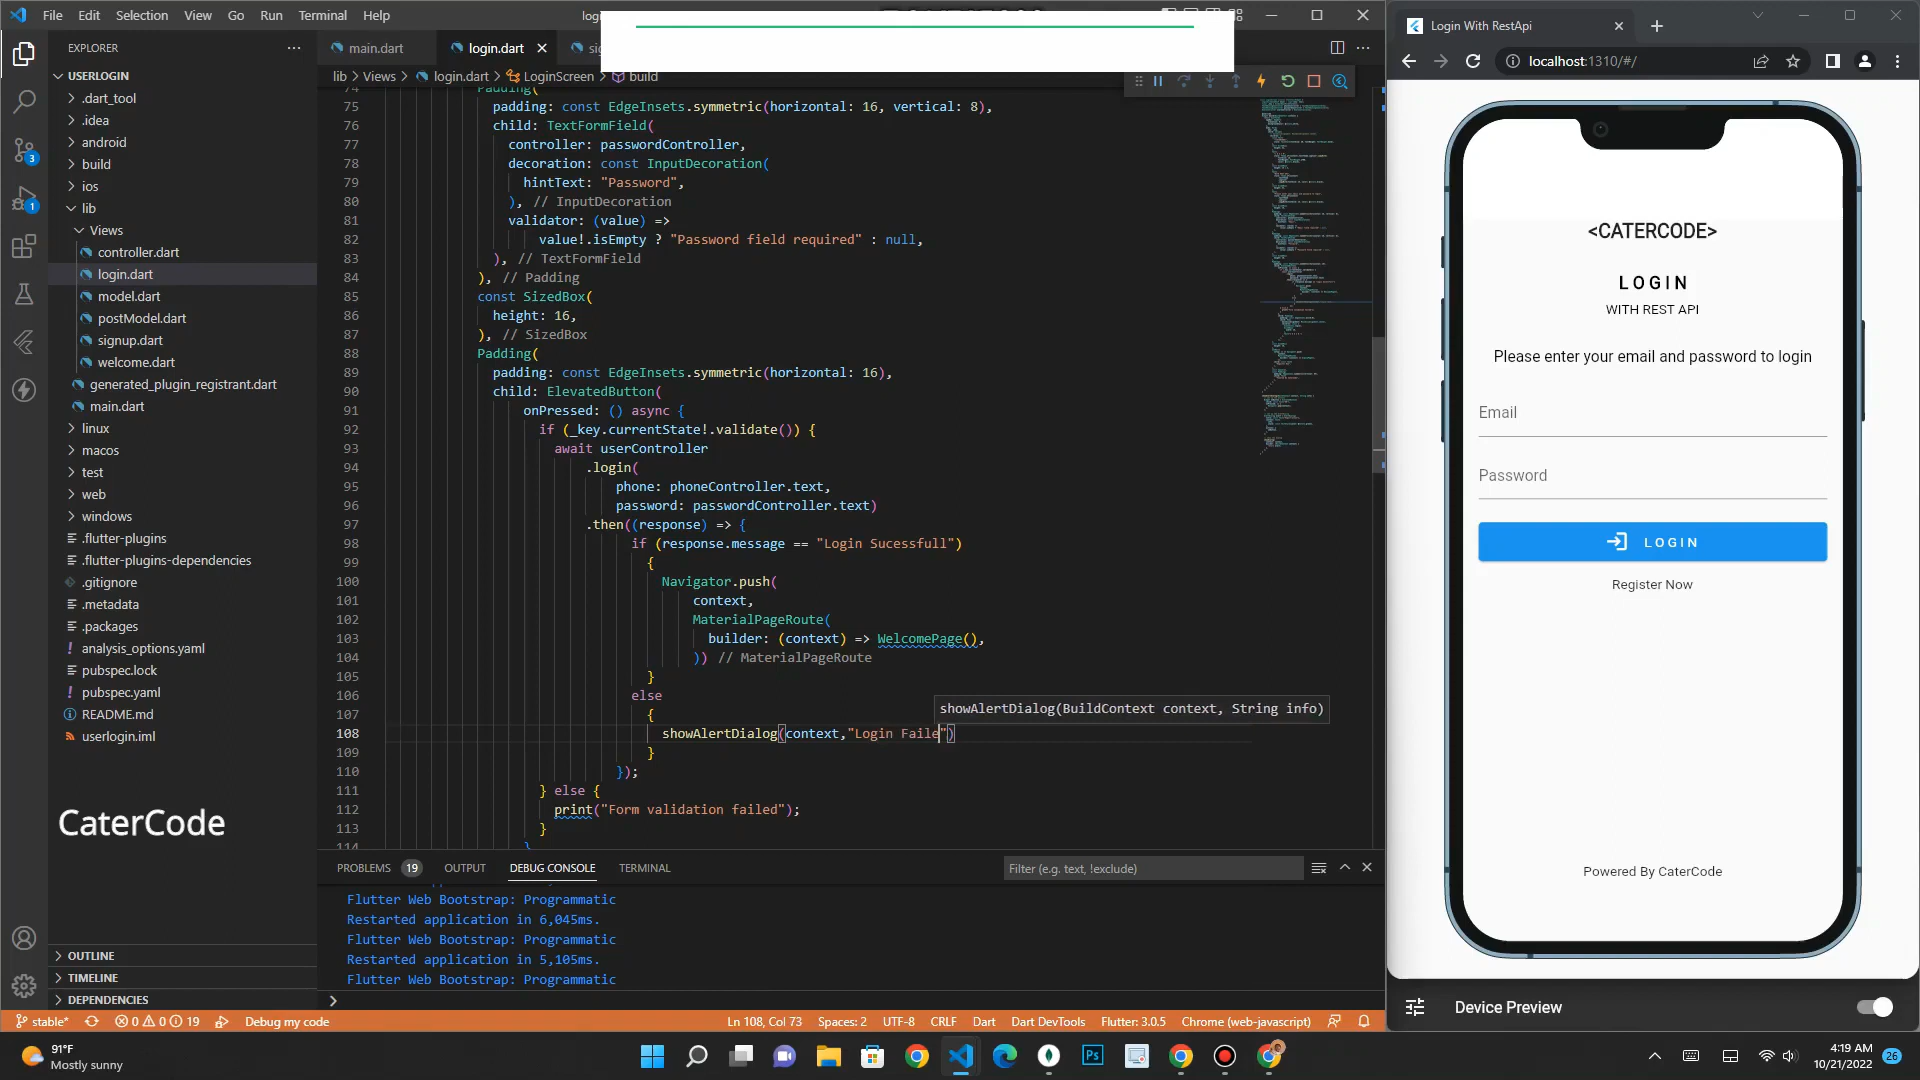 File Edit Selection View Go Run Terminal Help
EXPLORER
USERLOGIN
.dart_tool
.idea
android
build
ios
lib
Views
controller.dart
login.dart
model.dart
postModel.dart
signup.dart
welcome.dart
generated_plugin_registrant.dart
main.dart
linux
macos
test
web
windows
.flutter-plugins
.flutter-plugins-dependencies
.gitignore
.metadata
.packages
analysis_options.yaml
pubspec.lock
pubspec.yaml
README.md
userlogin.iml
CaterCode
OUTLINE
TIMELINE
DEPENDENCIES
3
1
main.dart login.dart
lib > Views > login.dart > LoginScreen > build
74 Padding(
75 padding: const EdgeInsets.symmetric(horizontal: 16, vertical: 8),
76 child: TextFormField(
77 controller: passwordController,
78 decoration: const InputDecoration(
79 hintText: "Password",
80 ), // InputDecoration
81 validator: (value) =>
82 value!.isEmpty ? "Password field required" : null,
83 ), // TextFormField
84 ), // Padding
85 const SizedBox(
86 height: 16,
87 ), // SizedBox
88 Padding(
89 padding: const EdgeInsets.symmetric(horizontal: 16),
90 child: ElevatedButton(
91 onPressed: () async {
92 if (_key.currentState!.validate()) {
93 await userController
94 .login(
95 phone: phoneController.text,
96 password: passwordController.text)
97 .then((response) => {
98 if (response.message == "Login Sucessfull")
99 {
100 Navigator.push(
101 context,
102 MaterialPageRoute(
103 builder: (context) => WelcomePage(),
104 )) // MaterialPageRoute
105 }
106 else
107 {
showAlertDialog(BuildContext context, String info)
108 showAlertDialog(context,"Login Faile")
109 }
110 });
111 } else {
112 print("Form validation failed");
113 }
114 }
PROBLEMS 19 OUTPUT DEBUG CONSOLE TERMINAL
Filter (e.g. text, !exclude)
Flutter Web Bootstrap: Programmatic
Restarted application in 6,045ms.
Flutter Web Bootstrap: Programmatic
Restarted application in 5,105ms.
Flutter Web Bootstrap: Programmatic
stable* 0 0 19 Debug my code
Ln 108, Col 73 Spaces: 2 UTF-8 CRLF Dart Dart DevTools Flutter: 3.0.5 Chrome (web-javascript)
Login With RestApi
localhost:1310/#/
<CATERCODE>
LOGIN
WITH REST API
Please enter your email and password to login
Email
Password
LOGIN
Register Now
Powered By CaterCode
Device Preview
91°F
Mostly sunny
Ps
4:19 AM
10/21/2022
26